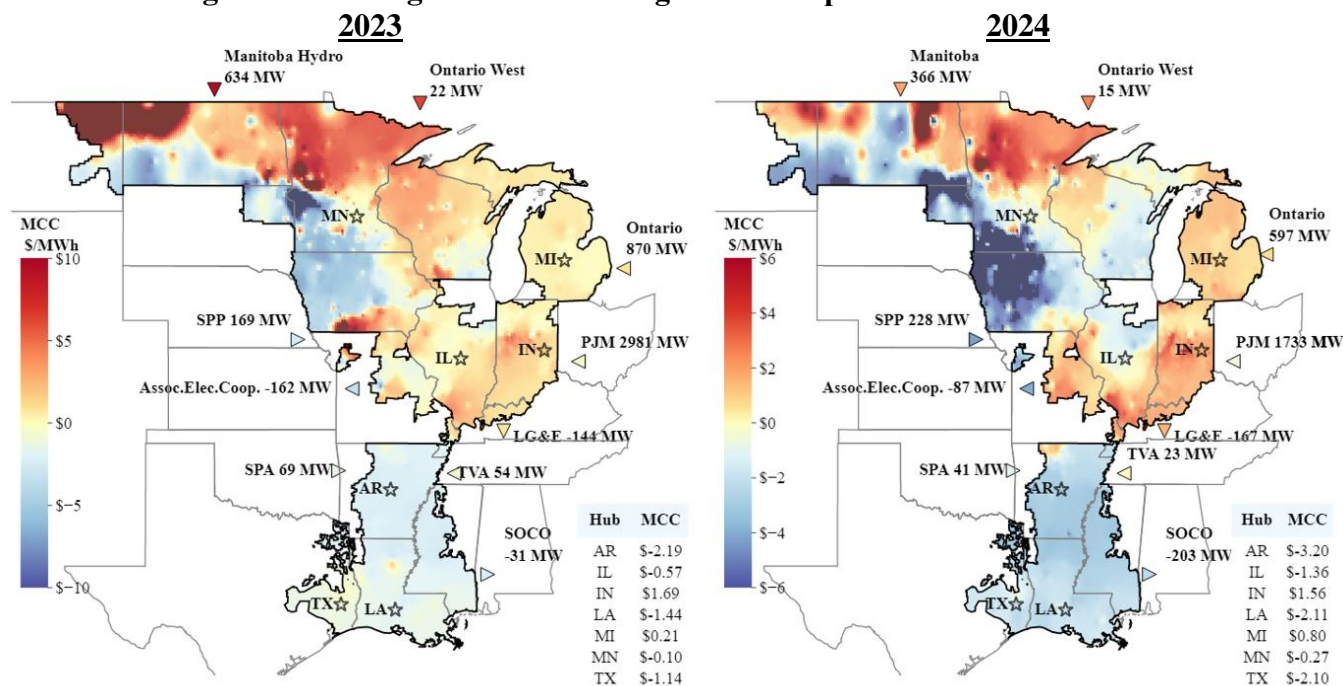 2023
Manitoba Hydro
634 MW
Ontario West
22 MW
MN
MCC
$/MWh
$10
$5
$0
$−5
$−10
MI
Ontario
870 MW
SPP 169 MW
IL
IN
PJM 2981 MW
Assoc.Elec.Coop. -162 MW
LG&E -144 MW
SPA 69 MW
TVA 54 MW
AR
SOCO
-31 MW
TX
LA
Hub MCC
AR $-2.19
IL $-0.57
IN $1.69
LA $-1.44
MI $0.21
MN $-0.10
TX $-1.14
2024
Manitoba
366 MW
Ontario West
15 MW
MN
MCC
$/MWh
$6
$4
$2
$0
$−2
$−4
$−6
MI
Ontario
597 MW
SPP 228 MW
IL
IN
PJM 1733 MW
Assoc.Elec.Coop. -87 MW
LG&E -167 MW
TVA 23 MW
SPA 41 MW
AR
SOCO
-203 MW
TX
LA
Hub MCC
AR $-3.20
IL $-1.36
IN $1.56
LA $-2.11
MI $0.80
MN $-0.27
TX $-2.10